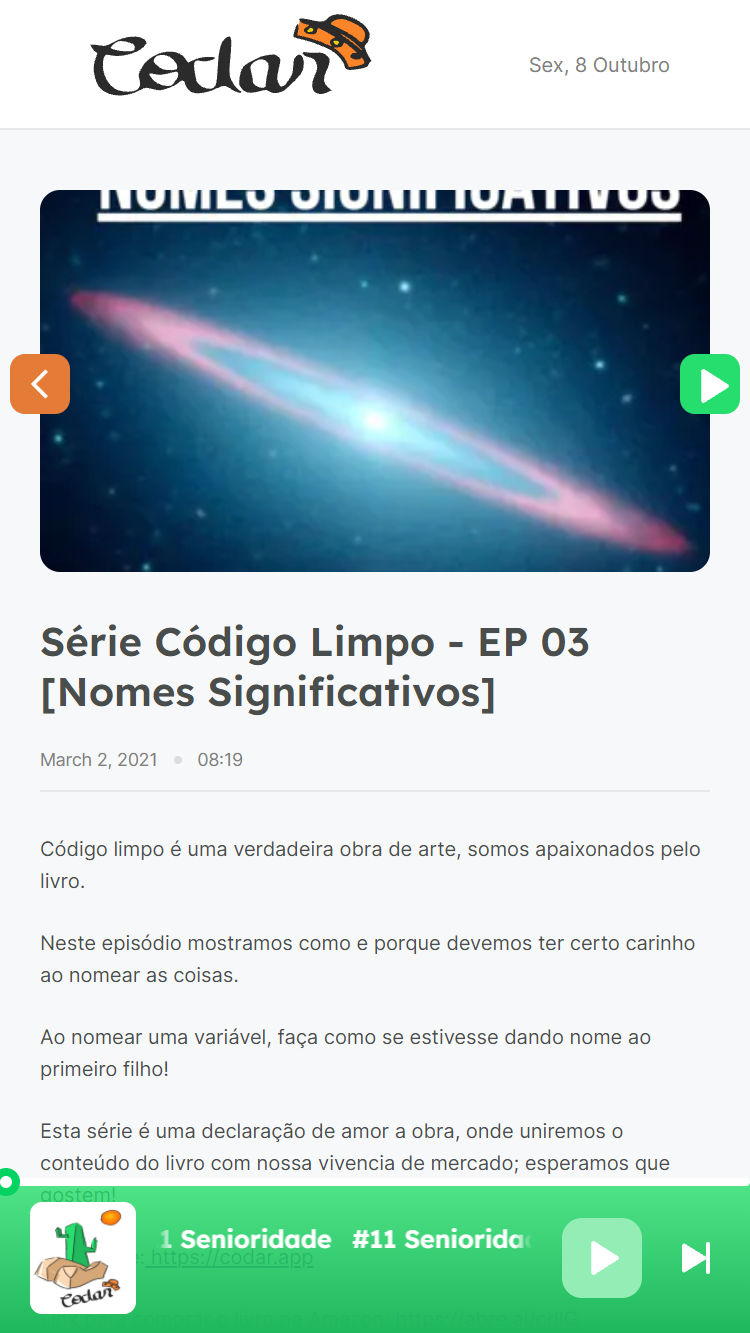 Codar
Sex, 8 Outubro
NOMES SIGNIFICATIVOS
Série Código Limpo - EP 03
[Nomes Significativos]
March 2, 2021
08:19
Código limpo é uma verdadeira obra de arte, somos apaixonados pelo
livro.
Neste episódio mostramos como e porque devemos ter certo carinho
ao nomear as coisas.
Ao nomear uma variável, faça como se estivesse dando nome ao
primeiro filho!
Esta série é uma declaração de amor a obra, onde uniremos o
conteúdo do livro com nossa vivencia de mercado; esperamos que
gostem!
1 Senioridade #11 Seniorida
https://codar.app
Codar